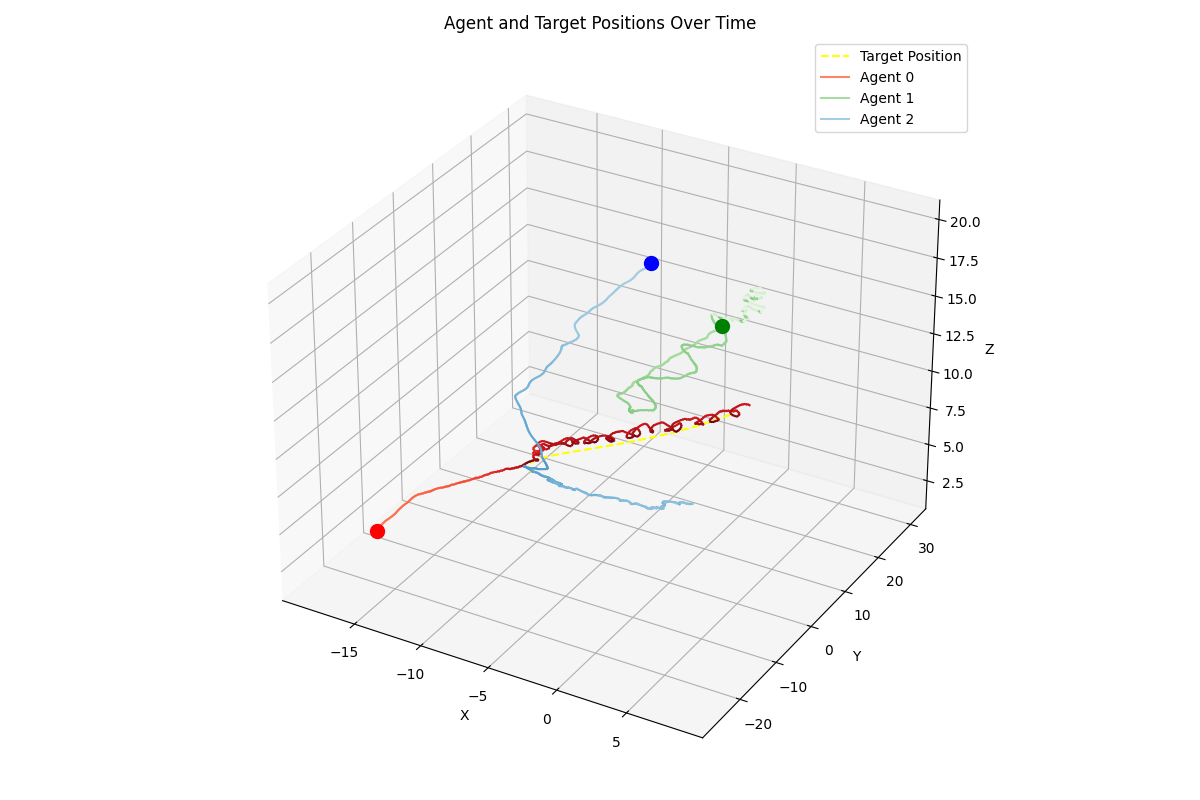 Agent and Target Positions Over Time
Target Position
Agent 0
Agent 1
Agent 2
20.0
17.5
15.0
12.5
Z
10.0
7.5
5.0
2.5
30
20
10
0
Y
−10
−20
−15
−10
−5
X
0
5